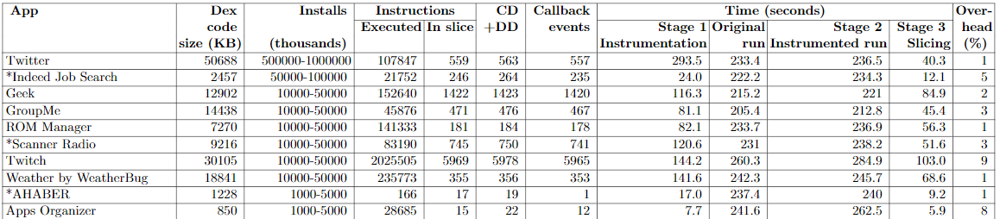 App Dex Installs Instructions CD Callback Time (seconds) Over-
code Executed In slice +DD events Stage 1 Original Stage 2 Stage 3 head
size (KB) (thousands) Instrumentation run Instrumented run Slicing (%)
Twitter 50688 500000-1000000 107847 559 563 557 293.5 233.4 236.5 40.3 1
*Indeed Job Search 2457 50000-100000 21752 246 264 235 24.0 222.2 234.3 12.1 5
Geek 12902 10000-50000 152640 1422 1423 1420 116.3 215.2 221 84.9 2
GroupMe 14438 10000-50000 45876 471 476 467 81.1 205.4 212.8 45.4 3
ROM Manager 7270 10000-50000 141333 181 184 178 82.1 233.7 236.9 56.3 1
*Scanner Radio 9216 10000-50000 83190 745 750 741 120.6 231 238.2 51.6 3
Twitch 30105 10000-50000 2025505 5969 5978 5965 144.2 260.3 284.9 103.0 9
Weather by WeatherBug 18841 10000-50000 235773 355 356 353 141.6 242.3 245.7 68.6 1
*AHABER 1228 1000-5000 166 17 19 1 17.0 237.4 240 9.2 1
Apps Organizer 850 1000-5000 28685 15 22 12 7.7 241.6 262.5 5.9 8